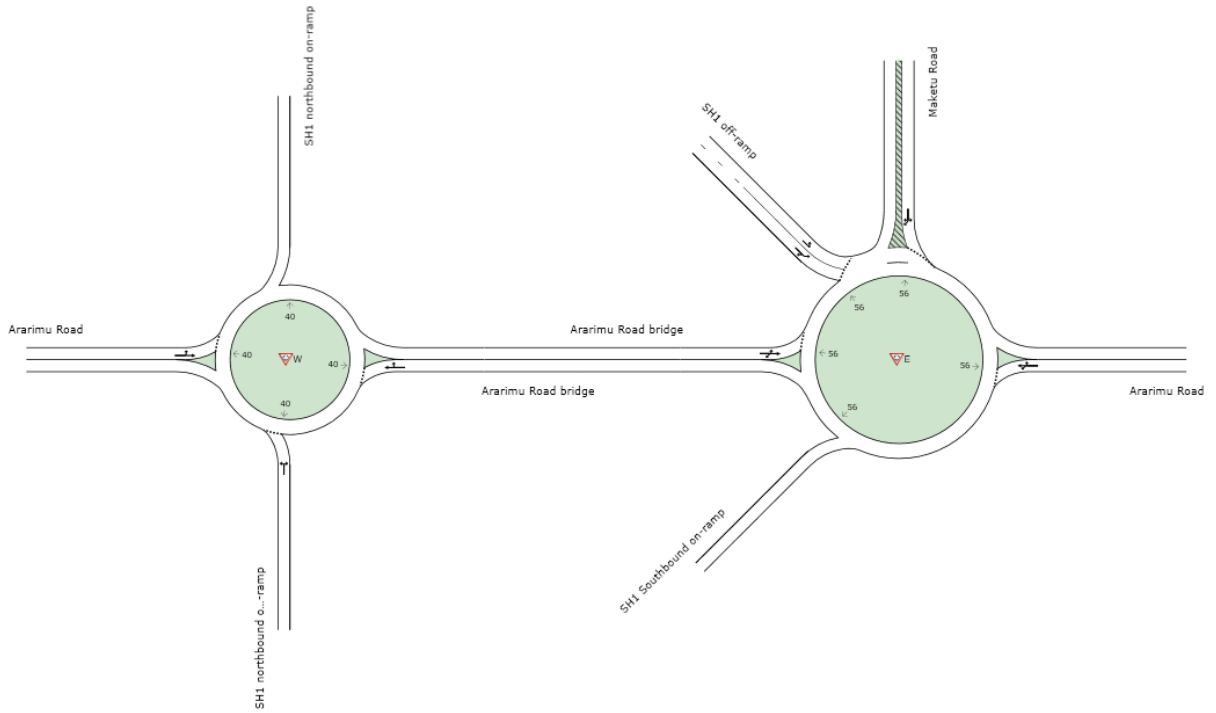 SH1 northbound on-ramp
Maketu Road
SH1 off-ramp
Ararimu Road
Ararimu Road bridge
Ararimu Road bridge
Ararimu Road
SH1 Southbound on-ramp
SH1 northbound o...-ramp
40
40
W
40
40
56
56
56
E
56
56